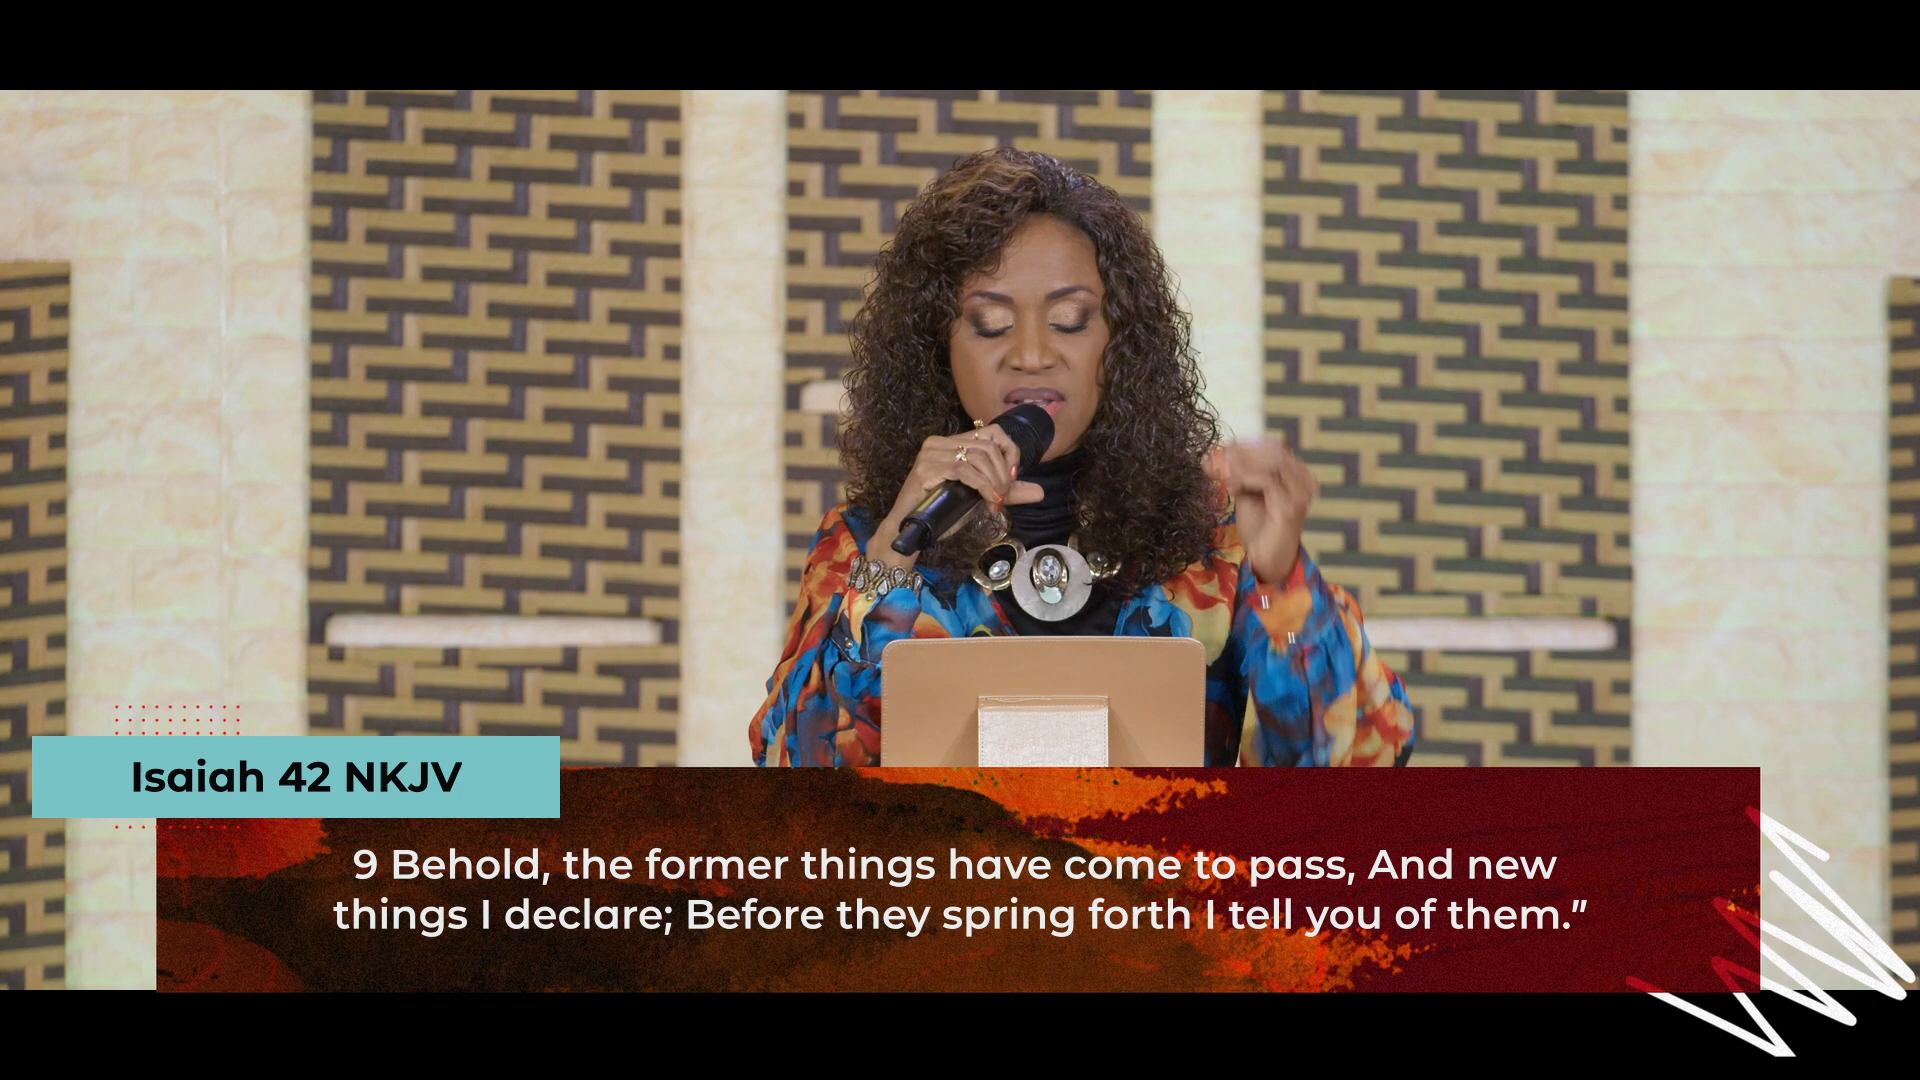 Isaiah 42 NKJV
9 Behold, the former things have come to pass, And new
things I declare; Before they spring forth I tell you of them.”